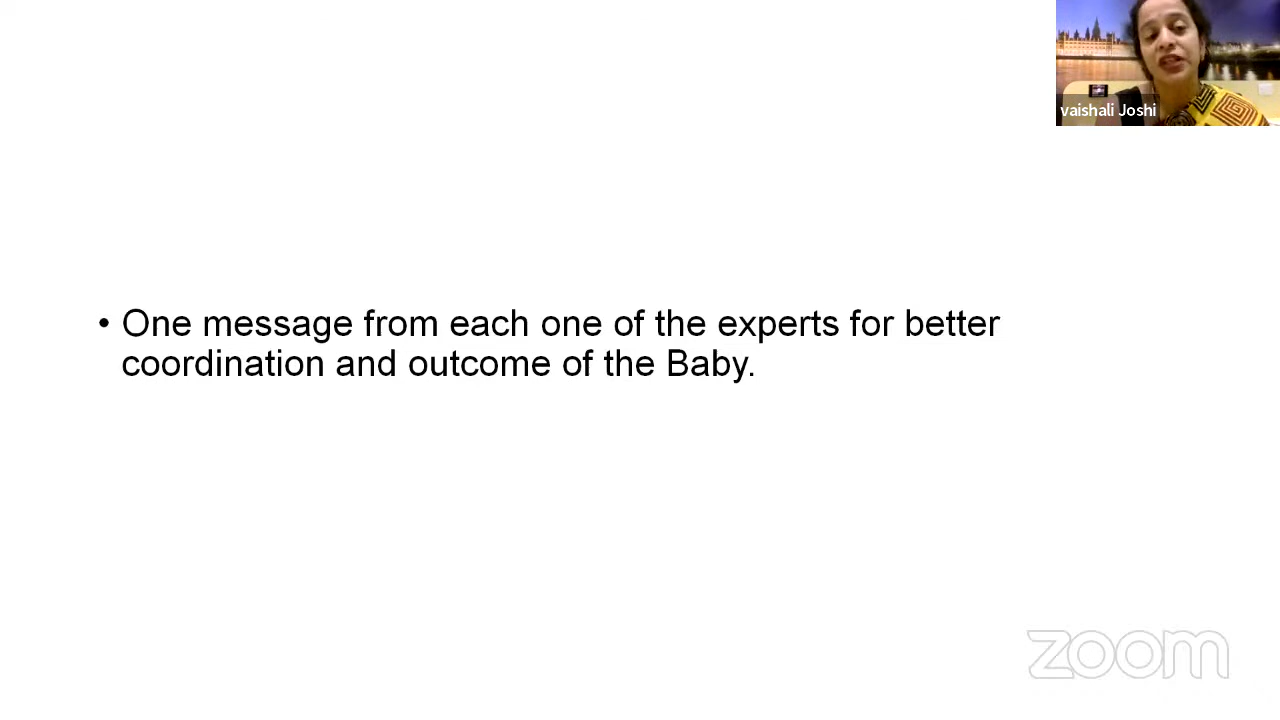 vaishali Joshi
• One message from each one of the experts for better
coordination and outcome of the Baby.
zoom